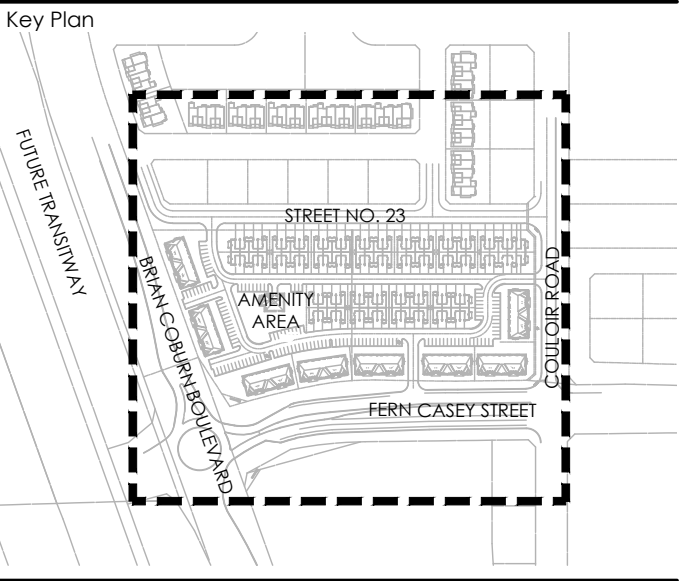 Key Plan
FUTURE TRANSITWAY
STREET NO. 23
BRIAN COBURN BOULEVARD
AMENITY
AREA
COULOIR ROAD
FERN CASEY STREET